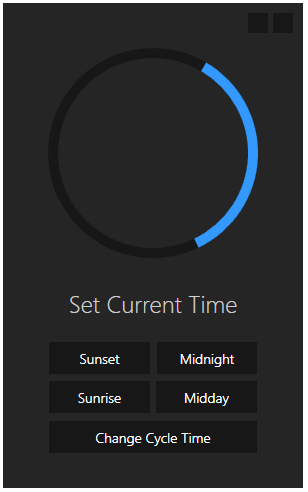 Set Current Time
Sunset Midnight
Sunrise Midday
Change Cycle Time